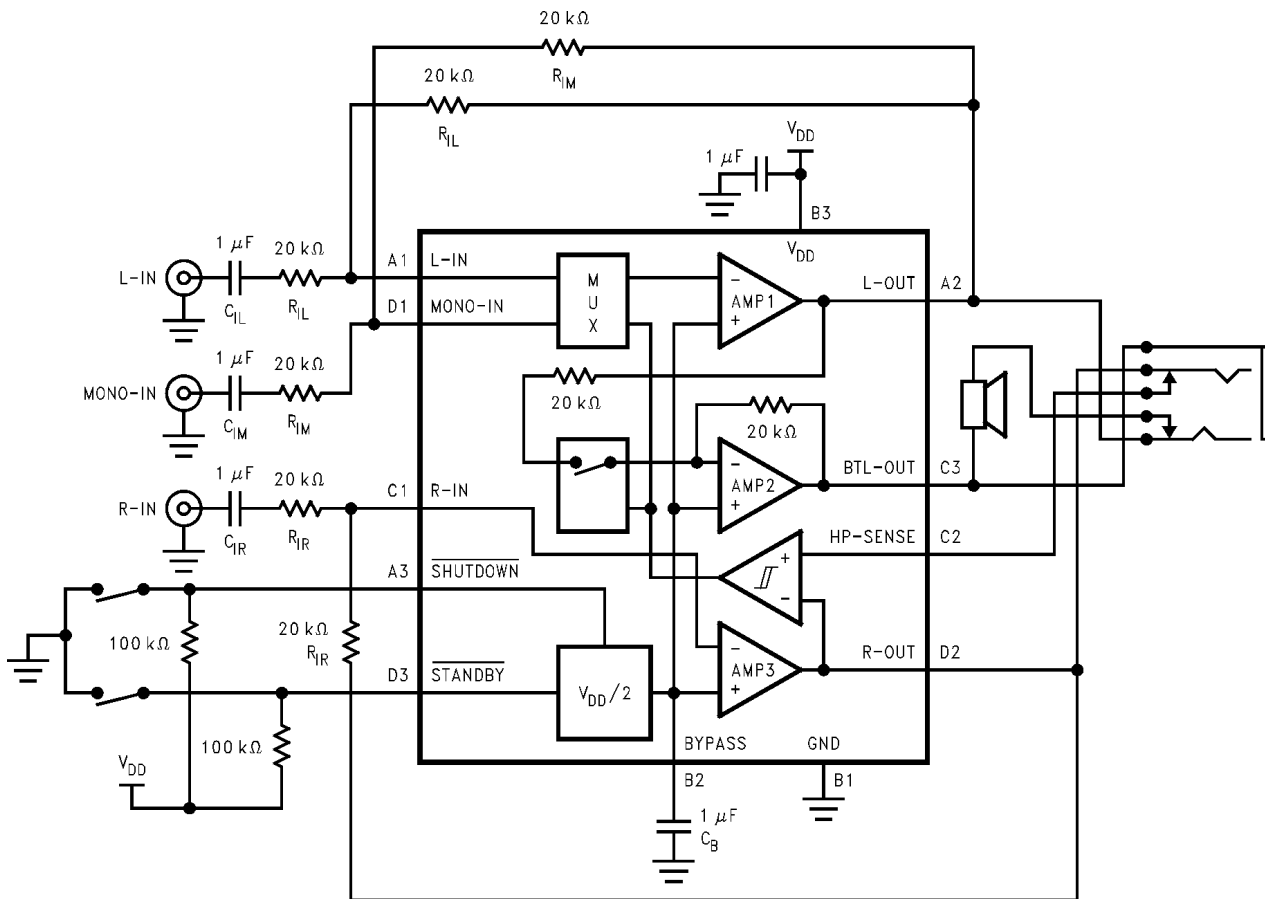 20 kΩ
R_IM
20 kΩ
R_IL
V_DD
1 μF
B3
V_DD
1 μF
20 kΩ
L-IN
C_IL
R_IL
A1
L-IN
MUX
-
AMP1
+
L-OUT
A2
D1
MONO-IN
1 μF
20 kΩ
MONO-IN
C_IM
R_IM
20 kΩ
20 kΩ
-
AMP2
+
BTL-OUT
C3
1 μF
20 kΩ
R-IN
C_IR
R_IR
C1
R-IN
HP-SENSE
C2
+
-
A3
SHUTDOWN
100 kΩ
20 kΩ
R_IR
D3
STANDBY
V_DD/2
-
AMP3
+
R-OUT
D2
100 kΩ
V_DD
BYPASS
GND
B2
B1
1 μF
C_B